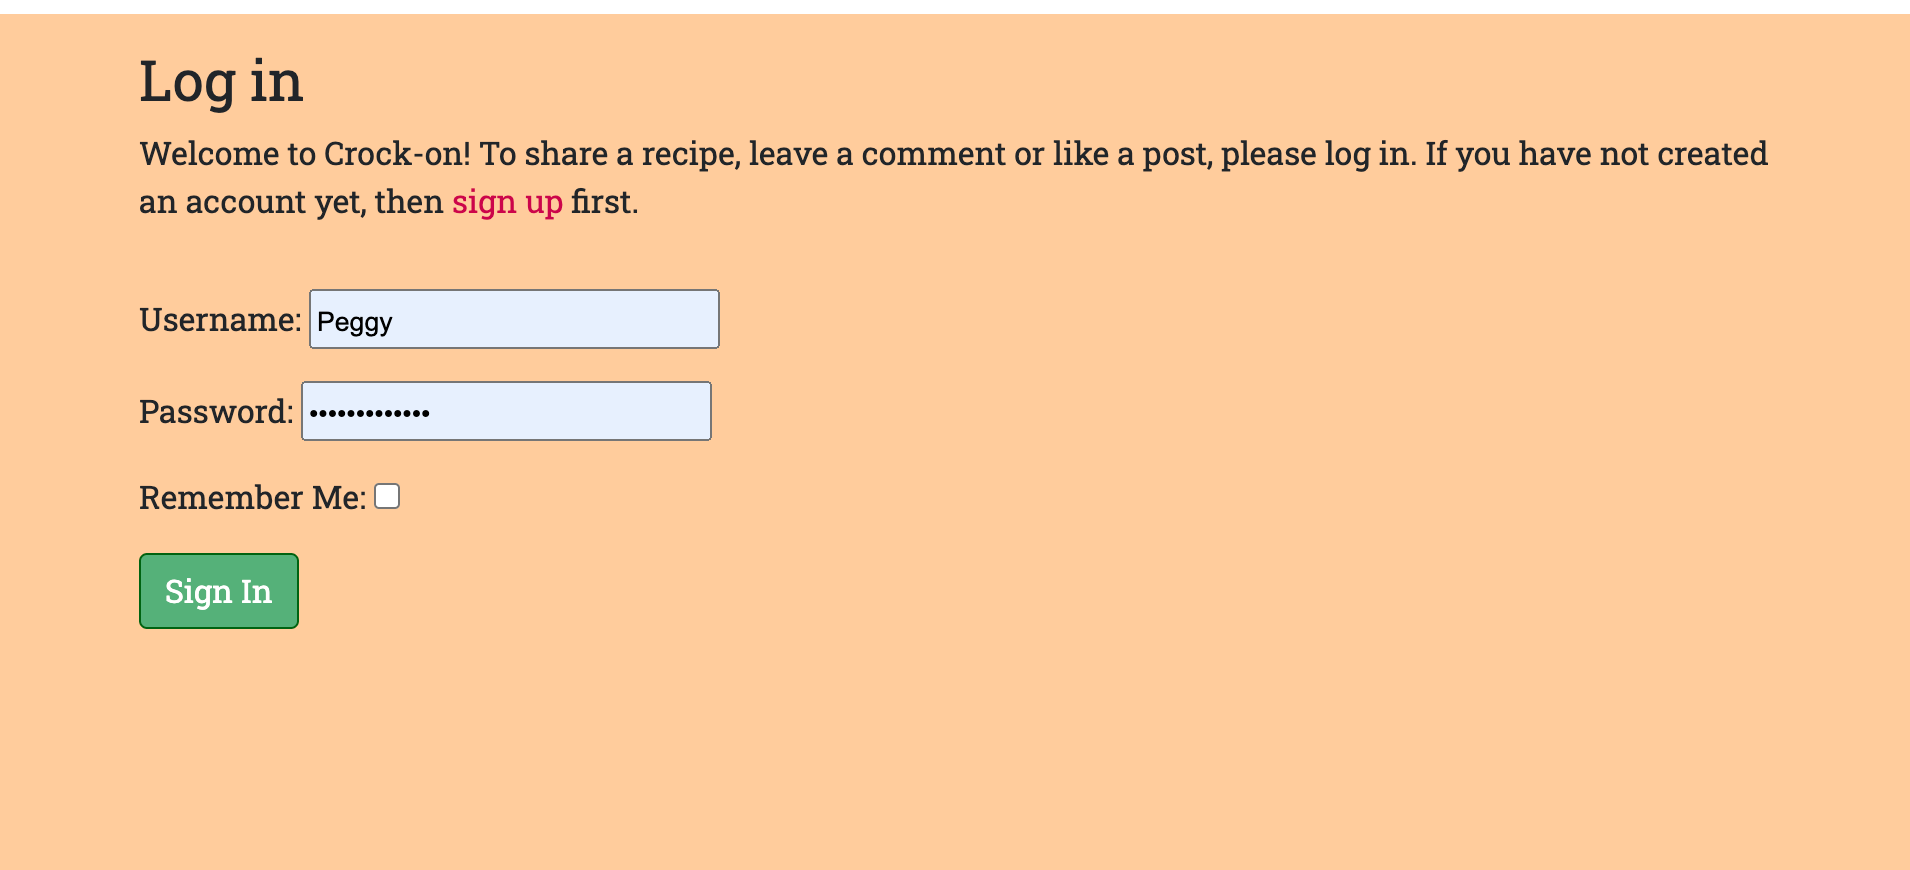 Log in
Welcome to Crock-on! To share a recipe, leave a comment or like a post, please log in. If you have not created
an account yet, then sign up first.
Username: Peggy
Password: •••••••••••••
Remember Me:
Sign In